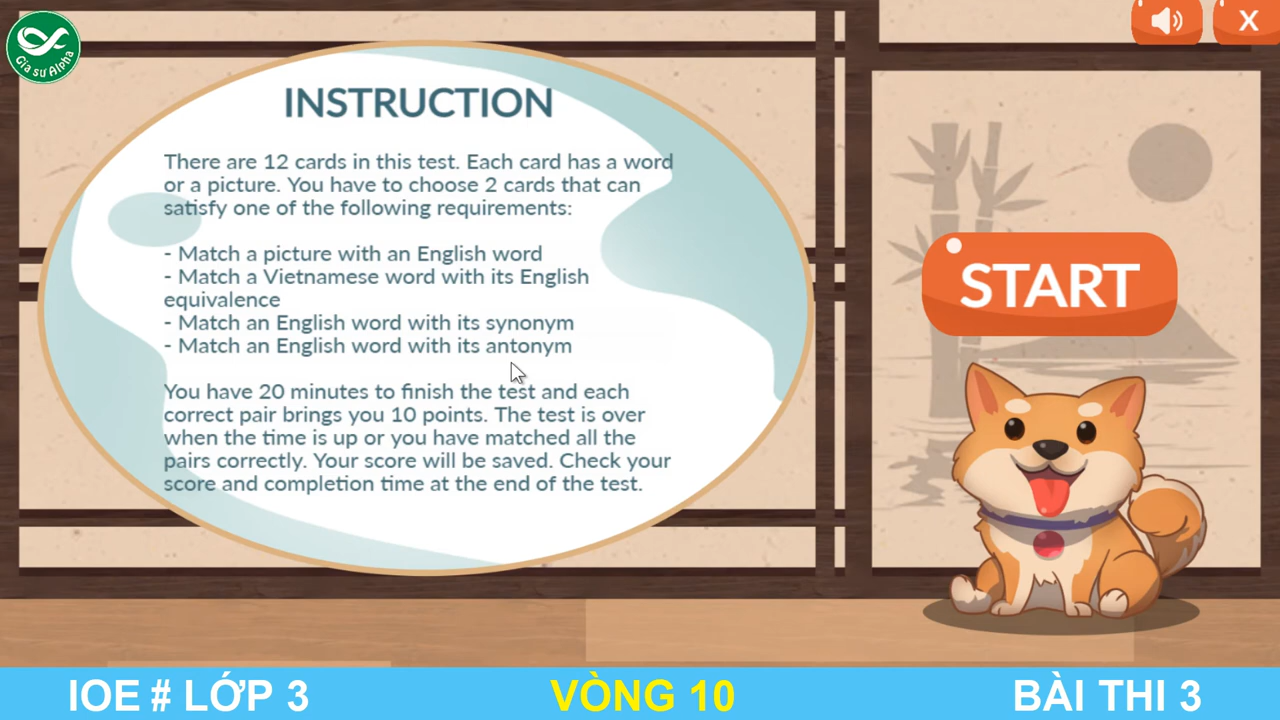 Gia sư Alpha
X
INSTRUCTION
There are 12 cards in this test. Each card has a word
or a picture. You have to choose 2 cards that can
satisfy one of the following requirements:
- Match a picture with an English word
- Match a Vietnamese word with its English
equivalence
- Match an English word with its synonym
- Match an English word with its antonym
You have 20 minutes to finish the test and each
correct pair brings you 10 points. The test is over
when the time is up or you have matched all the
pairs correctly. Your score will be saved. Check your
score and completion time at the end of the test.
START
IOE # LỚP 3
VÒNG 10
BÀI THI 3